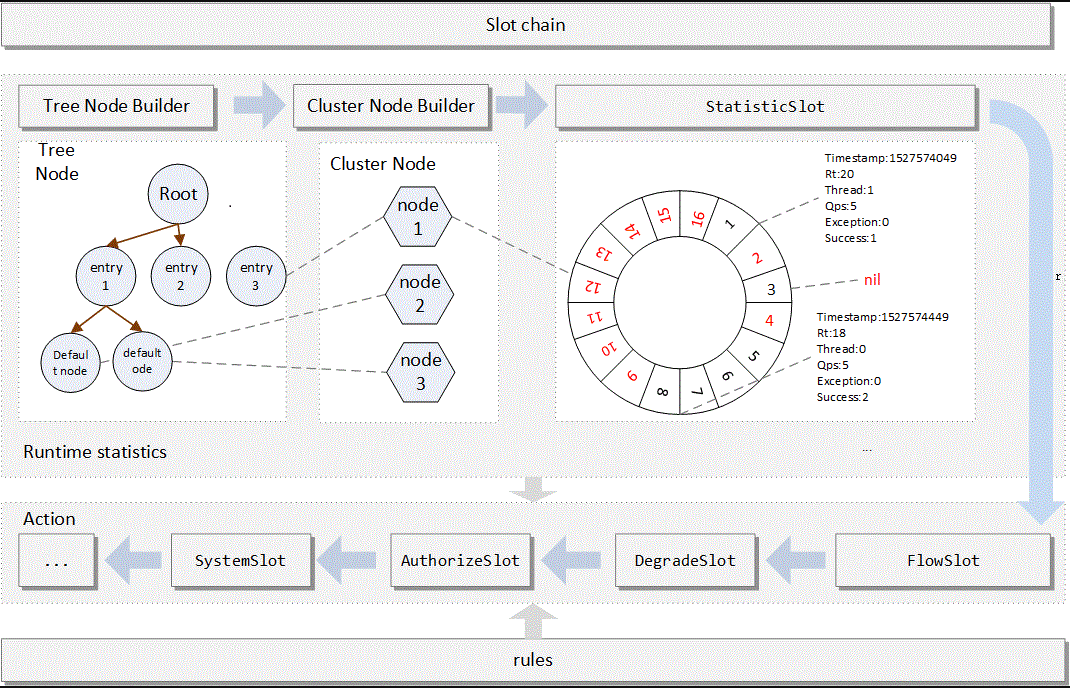 Slot chain
Tree Node Builder
Cluster Node Builder
StatisticSlot
Tree
Node
Root
.
entry
1
entry
2
entry
3
Defaul
t node
default
ode
Cluster Node
node
1
node
2
node
3
1
2
3
4
5
6
7
8
9
10
11
12
13
14
15
16
Timestamp:1527574049
Rt:20
Thread:1
Qps:5
Exception:0
Success:1
nil
r
Timestamp:1527574449
Rt:18
Thread:0
Qps:5
Exception:0
Success:2
...
Runtime statistics
Action
...
SystemSlot
AuthorizeSlot
DegradeSlot
FlowSlot
rules